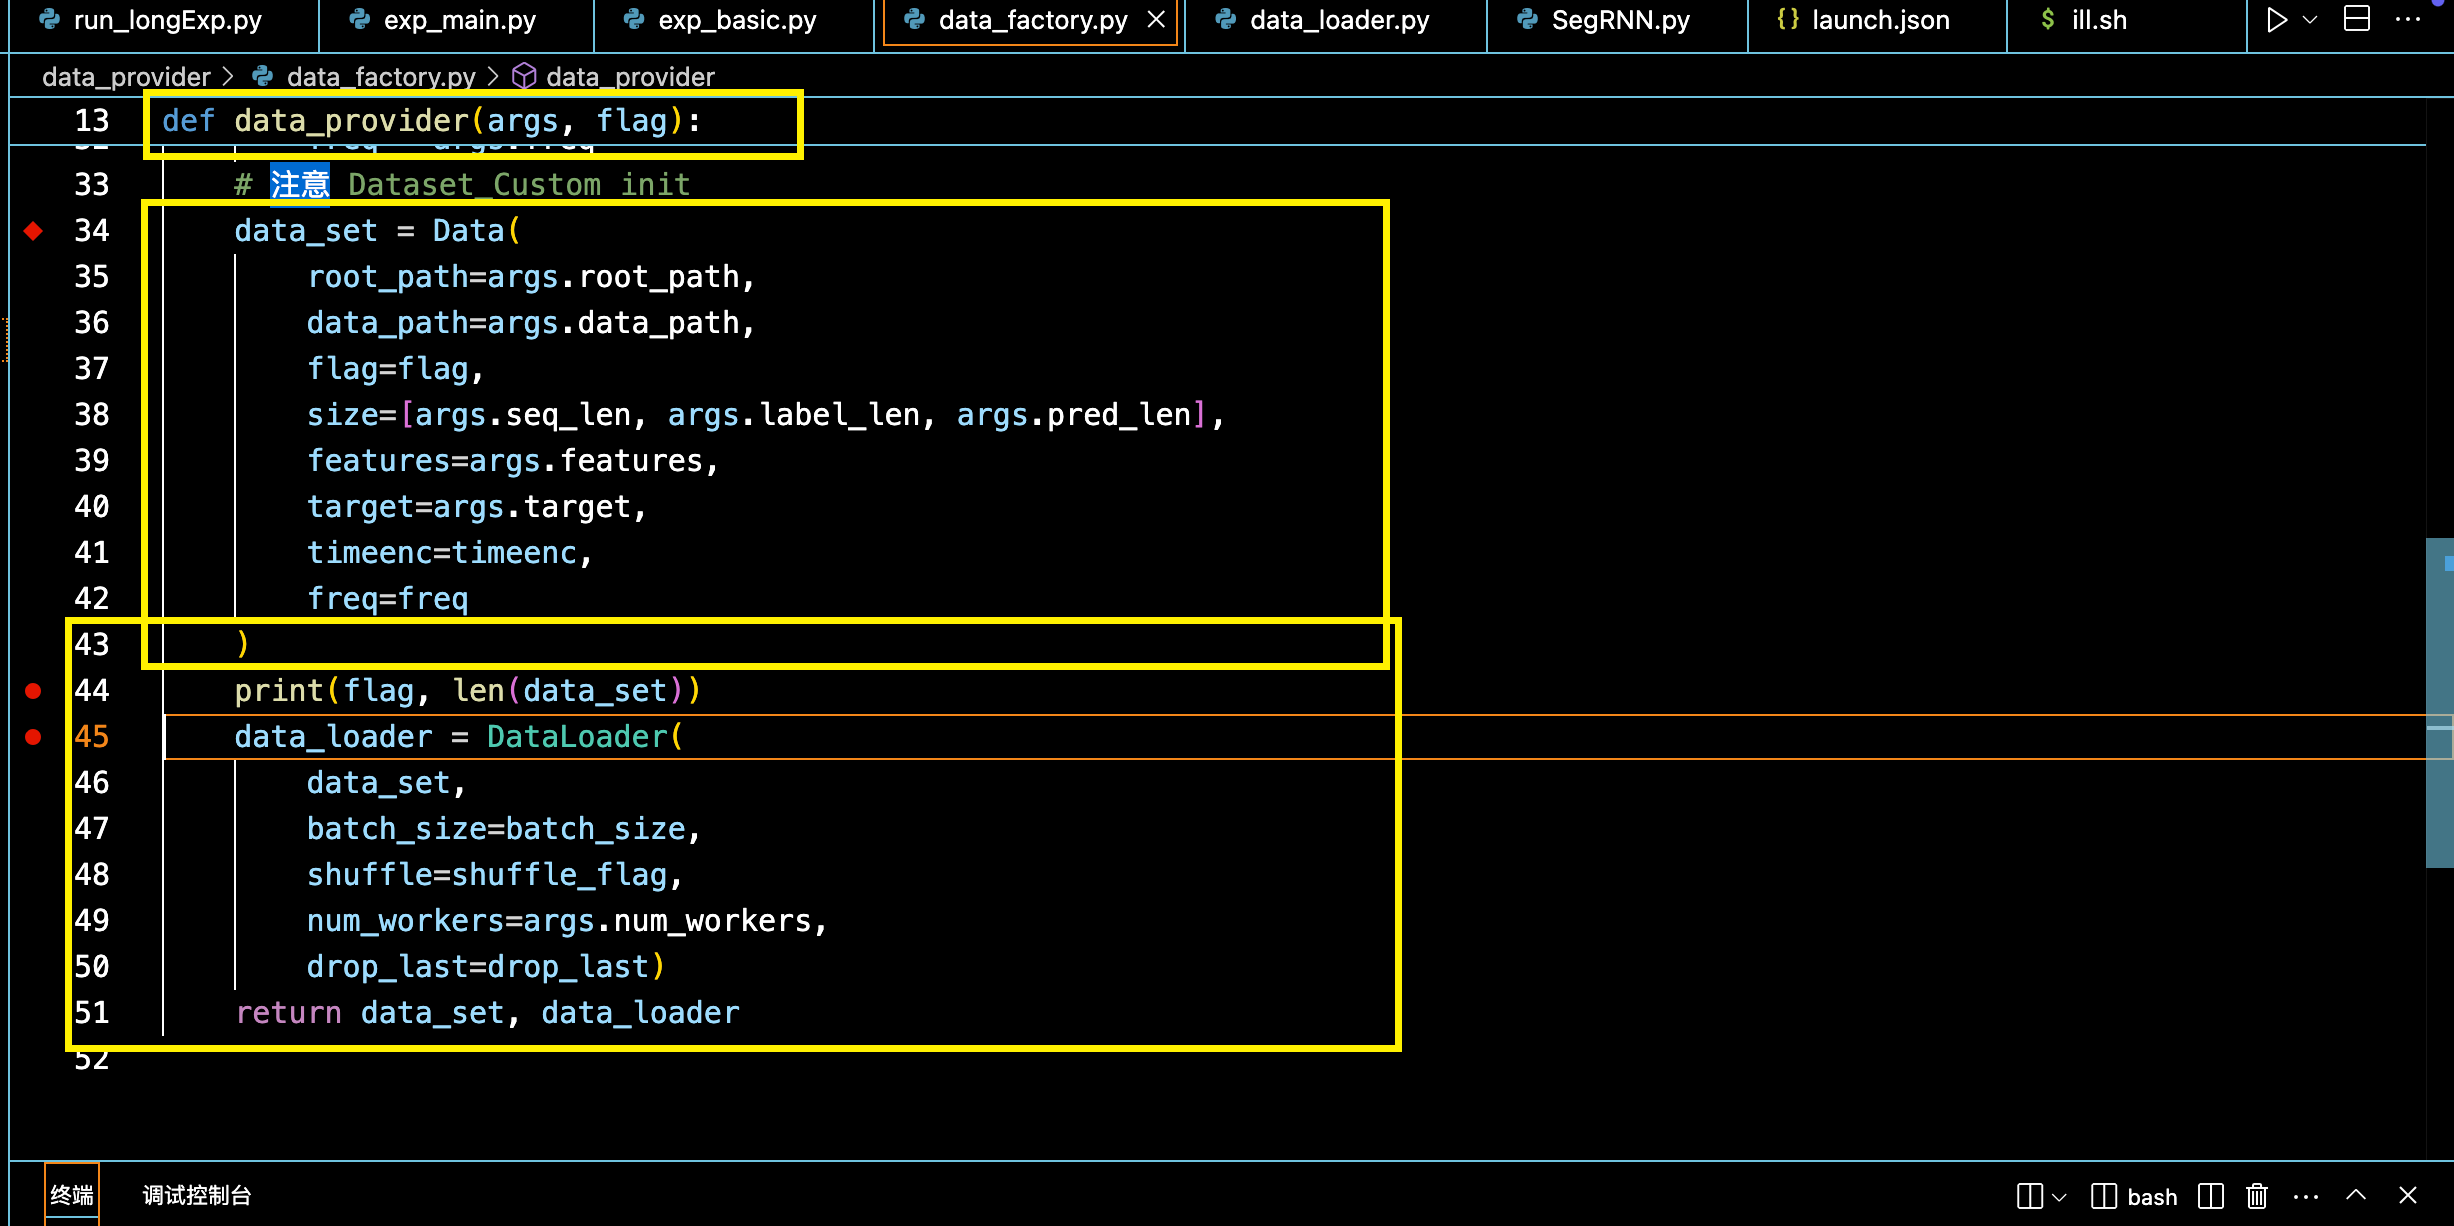 run_longExp.py exp_main.py exp_basic.py data_factory.py data_loader.py SegRNN.py {} launch.json $ ill.sh
data_provider > data_factory.py > data_provider
13 def data_provider(args, flag):
33 # 注意 Dataset_Custom init
34 data_set = Data(
35 root_path=args.root_path,
36 data_path=args.data_path,
37 flag=flag,
38 size=[args.seq_len, args.label_len, args.pred_len],
39 features=args.features,
40 target=args.target,
41 timeenc=timeenc,
42 freq=freq
43 )
44 print(flag, len(data_set))
45 data_loader = DataLoader(
46 data_set,
47 batch_size=batch_size,
48 shuffle=shuffle_flag,
49 num_workers=args.num_workers,
50 drop_last=drop_last)
51 return data_set, data_loader
52
终端 调试控制台 bash